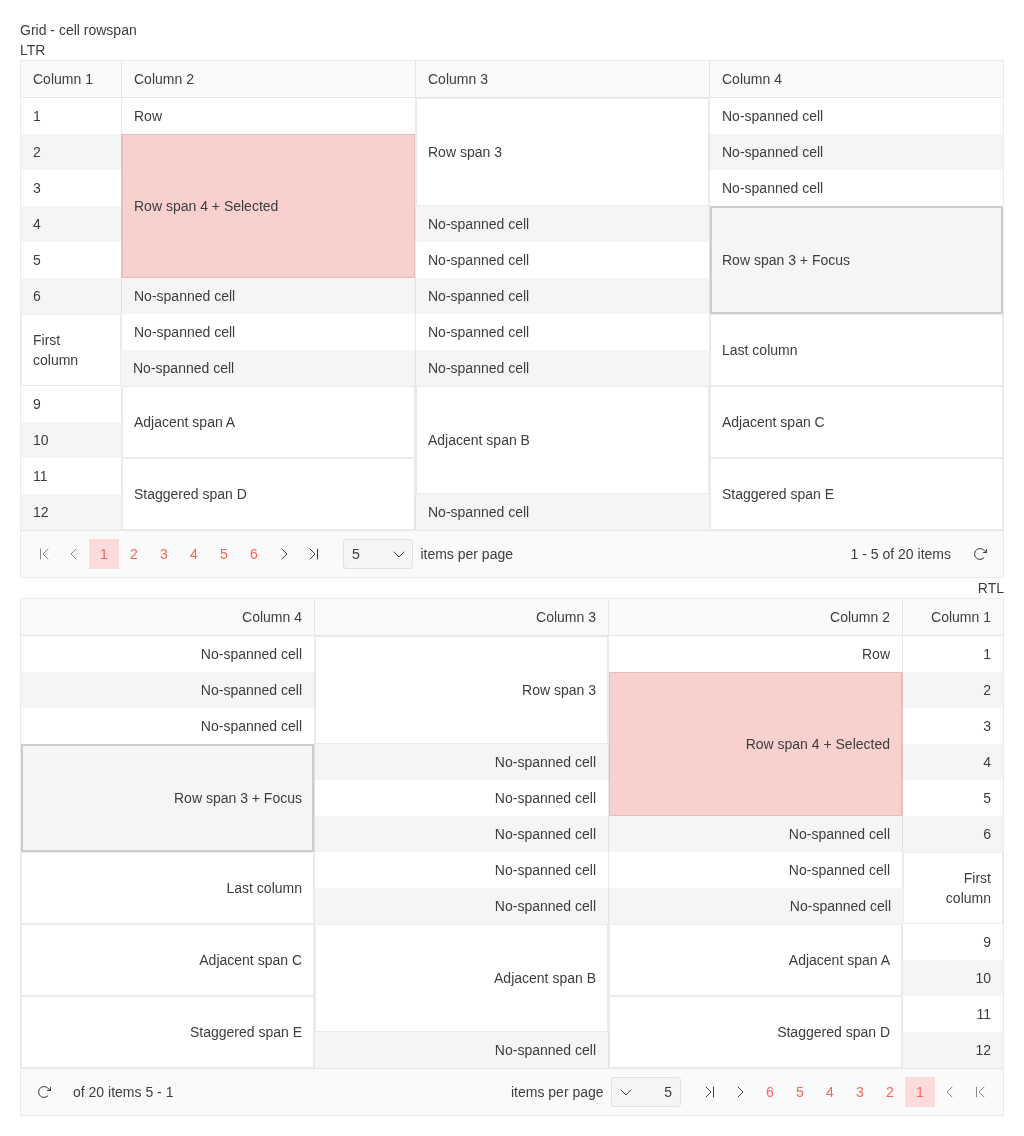 Grid - cell rowspan
LTR
Column 1 Column 2 Column 3 Column 4
1 Row No-spanned cell
2 Row span 3 No-spanned cell
3 No-spanned cell
Row span 4 + Selected
4 No-spanned cell
5 No-spanned cell Row span 3 + Focus
6 No-spanned cell No-spanned cell
First column No-spanned cell No-spanned cell
Last column
No-spanned cell No-spanned cell
9
Adjacent span A Adjacent span C
10 Adjacent span B
11
Staggered span D Staggered span E
12 No-spanned cell
1 2 3 4 5 6 5 items per page 1 - 5 of 20 items
RTL
Column 4 Column 3 Column 2 Column 1
No-spanned cell Row 1
No-spanned cell Row span 3 2
No-spanned cell 3
Row span 4 + Selected
No-spanned cell 4
Row span 3 + Focus No-spanned cell 5
No-spanned cell No-spanned cell 6
No-spanned cell No-spanned cell First column
Last column
No-spanned cell No-spanned cell
9
Adjacent span C Adjacent span A
Adjacent span B 10
11
Staggered span E Staggered span D
No-spanned cell 12
of 20 items 5 - 1 items per page 5 6 5 4 3 2 1